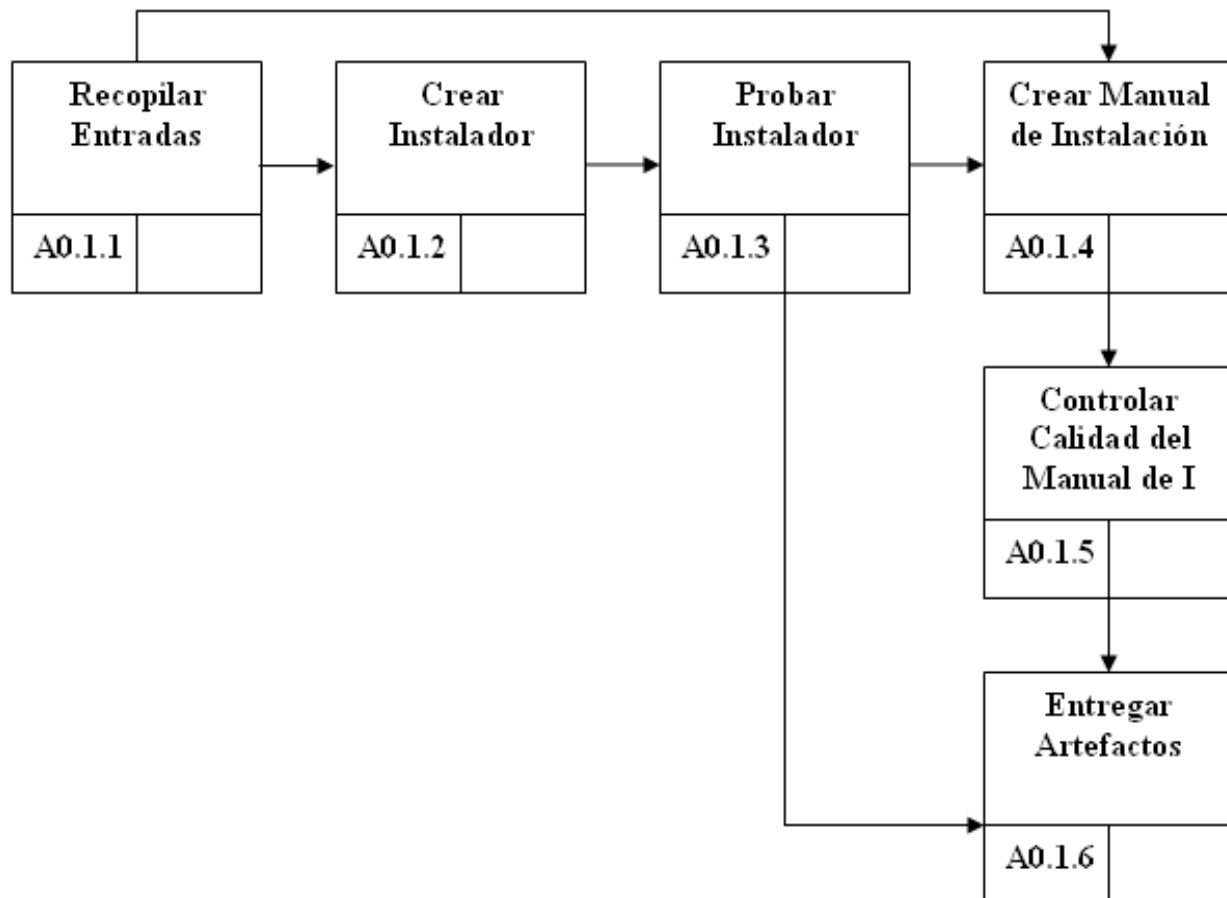 Recopilar
Entradas
A0.1.1
Crear
Instalador
A0.1.2
Probar
Instalador
A0.1.3
Crear Manual
de Instalación
A0.1.4
Controlar
Calidad del
Manual de I
A0.1.5
Entregar
Artefactos
A0.1.6